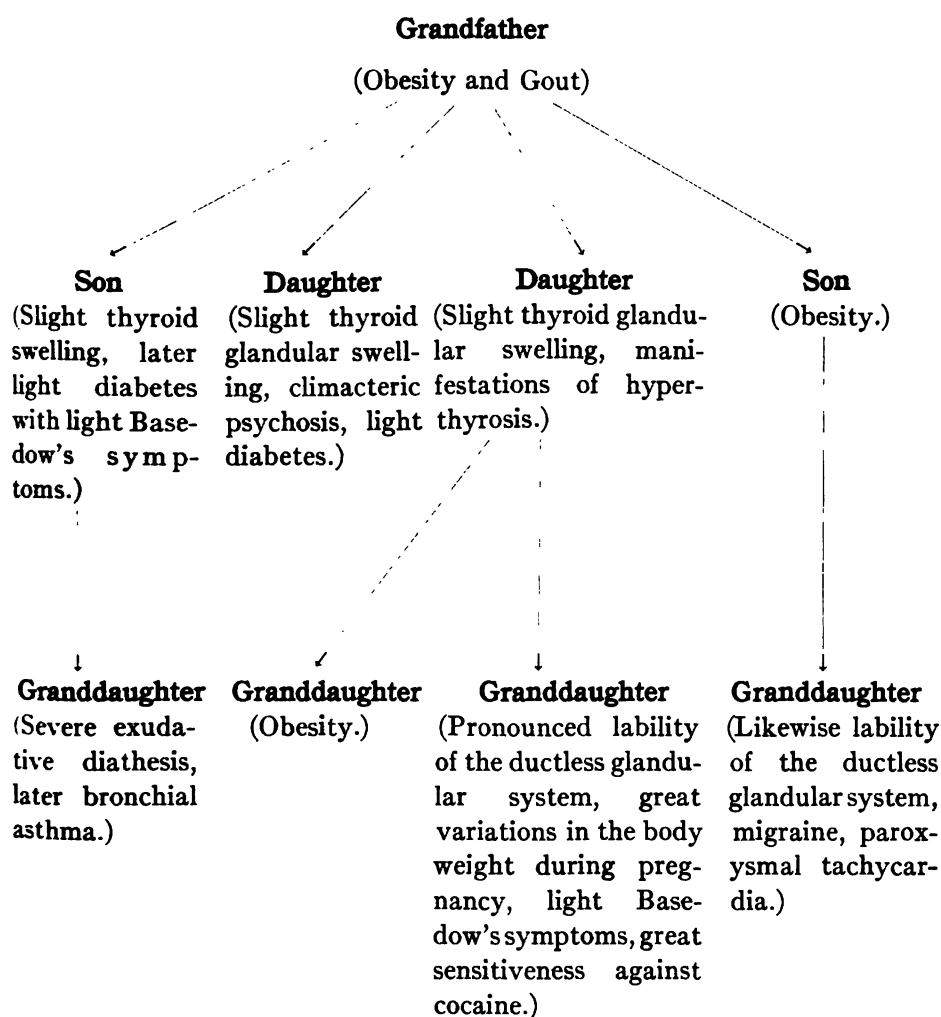 Grandfather
(Obesity and Gout)
Son
(Slight thyroid
swelling, later
light diabetes
with light Base-
dow's symp-
toms.)
Daughter
(Slight thyroid
glandular swell-
ing, climacteric
psychosis, light
diabetes.)
Daughter
(Slight thyroid glandu-
lar swelling, mani-
festations of hyper-
thyrosis.)
Son
(Obesity.)
Granddaughter
(Severe exuda-
tive diathesis,
later bronchial
asthma.)
Granddaughter
(Obesity.)
Granddaughter
(Pronounced lability
of the ductless glandu-
lar system, great
variations in the body
weight during preg-
nancy, light Base-
dow's symptoms, great
sensitiveness against
cocaine.)
Granddaughter
(Likewise lability
of the ductless
glandular system,
migraine, parox-
ysmal tachycar-
dia.)